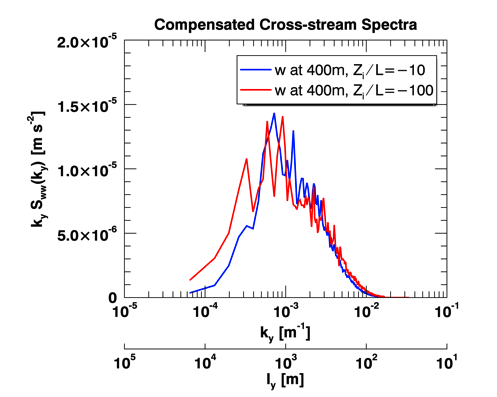 Compensated Cross-stream Spectra
2.0×10⁻⁵
w at 400m, Zᵢ/L=−10
w at 400m, Zᵢ/L=−100
1.5×10⁻⁵
1.0×10⁻⁵
5.0×10⁻⁶
0
k_y S_ww(k_y) [m s⁻²]
10⁻⁵ 10⁻⁴ 10⁻³ 10⁻² 10⁻¹
k_y [m⁻¹]
10⁵ 10⁴ 10³ 10² 10¹
l_y [m]